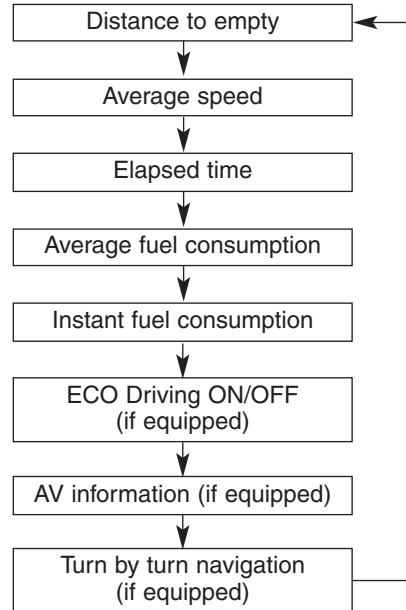 Distance to empty
Average speed
Elapsed time
Average fuel consumption
Instant fuel consumption
ECO Driving ON/OFF
(if equipped)
AV information (if equipped)
Turn by turn navigation
(if equipped)